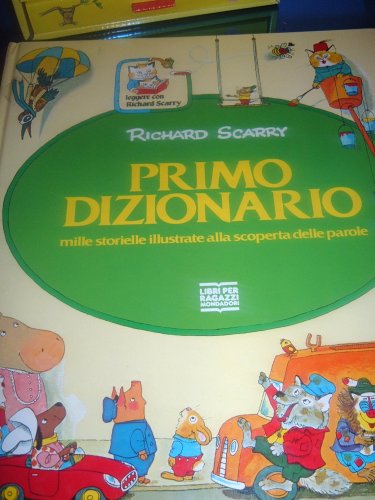 leggere con
Richard Scarry
RICHARD SCARRY
PRIMO
DIZIONARIO
mille storielle illustrate alla scoperta delle parole
LIBRI PER
RAGAZZI
MONDADORI